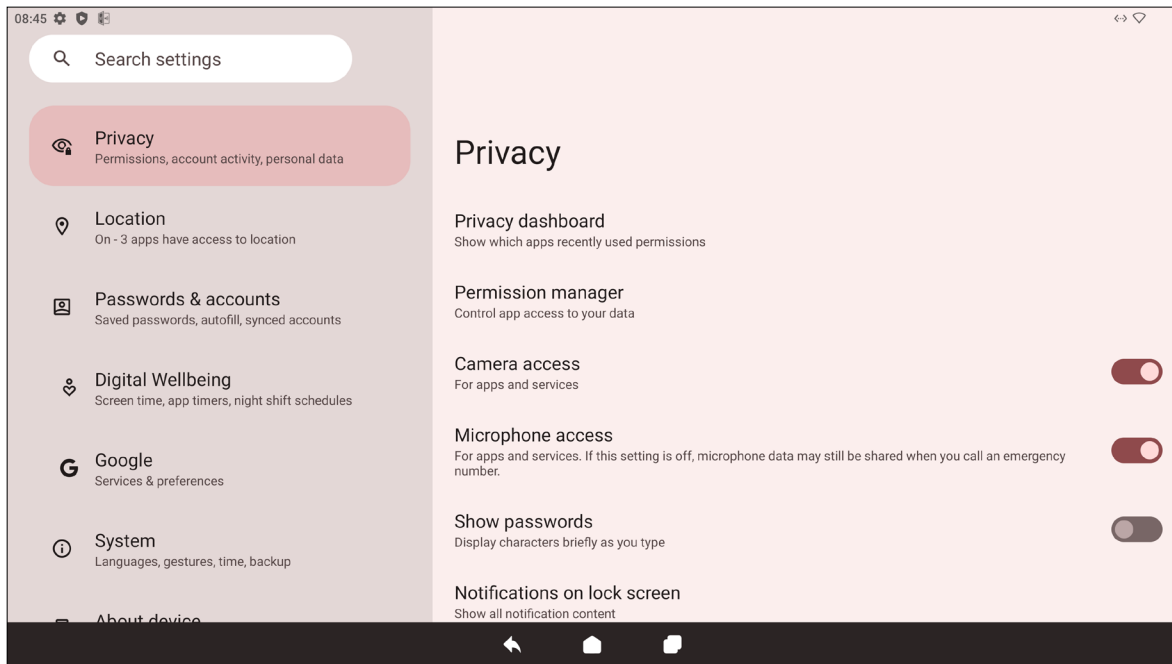 08:45
Search settings
Privacy
Permissions, account activity, personal data
Location
On - 3 apps have access to location
Passwords & accounts
Saved passwords, autofill, synced accounts
Digital Wellbeing
Screen time, app timers, night shift schedules
Google
Services & preferences
System
Languages, gestures, time, backup
About device
Privacy
Privacy dashboard
Show which apps recently used permissions
Permission manager
Control app access to your data
Camera access
For apps and services
Microphone access
For apps and services. If this setting is off, microphone data may still be shared when you call an emergency
number.
Show passwords
Display characters briefly as you type
Notifications on lock screen
Show all notification content